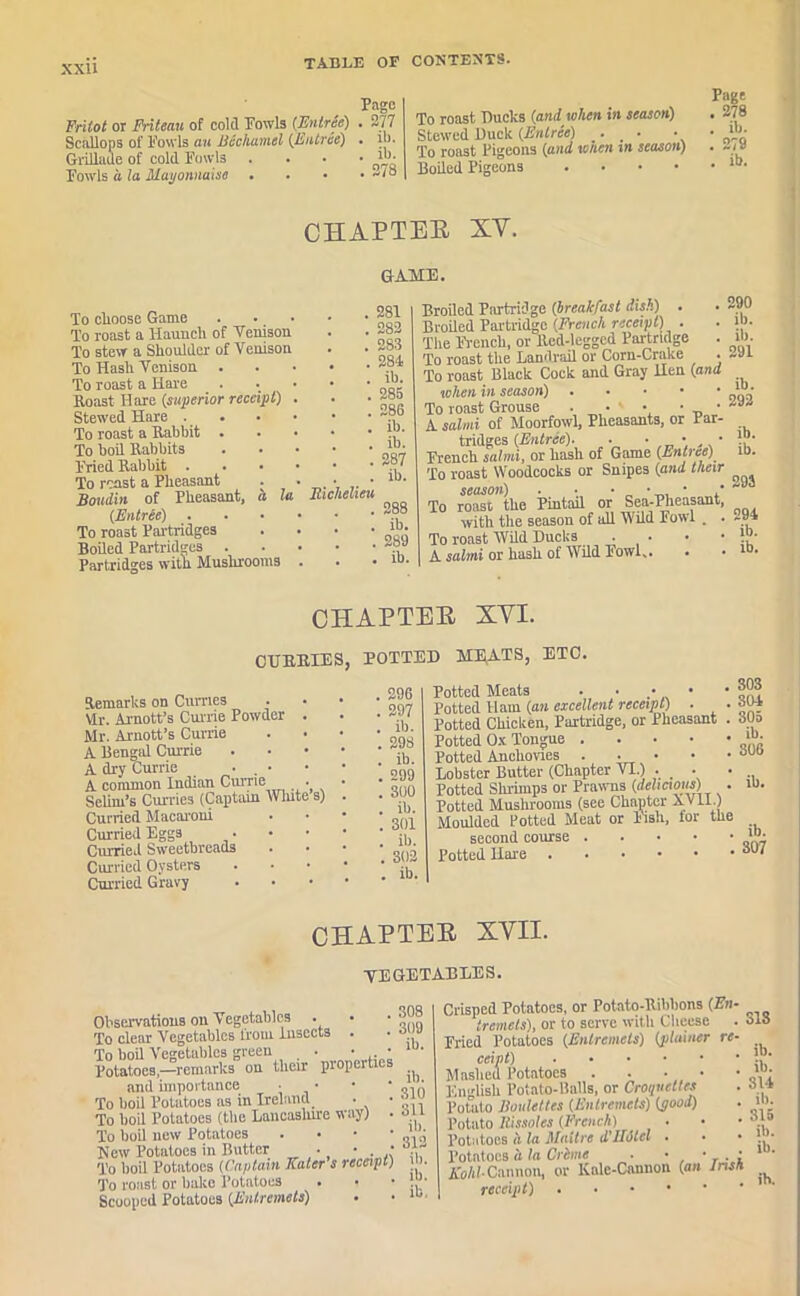 xxii TABLE OF CONTENTS.
Page
Fritot or Friteau of cold Fowls (Entrée) . 277
Scallops of Fowls au Béchamel (Entrée) . ib.
Grillade of cold Fowls . . . . ib.
Fowls à la Mayonnaise . . . . 278
Page
To roast Ducks (and when in season) . 278
Stewed Duck (Entrée) . . . . ib.
To roast Pigeons (and when in season) . 279
Boiled Pigeons . . . . . ib.
CHAPTER XV.
GAME.
To choose Game . . . . . 281
To roast a Haunch of Venison . . 282
To stew a Shoulder of Venison . . 283
To Hash Venison . . . . . 284
To roast a Hare . . . . . ib.
Roast Hare (superior receipt) . . . 285
Stewed Hare . . . . . . 286
To roast a Rabbit . . . . . ib.
To boil Rabbits . . . . . ib.
Fried Rabbit . . . . . . 287
To roast a Pheasant . . . . ib.
Boudin of Pheasant, à la Richelieu
(Entrée) . . . . . . 288
To roast Partridges . . . . ib.
Boiled Partridges . . . . . 289
Partridges with Mushrooms . . . ib.
Broiled Partridge (breakfast dish) . . 290
Broiled Partridge (French receipt) . . ib.
The French, or Red-legged Partridge . ib.
To roast the Landrail or Corn-Crake . 291
To roast Black Cock and Gray Hen (and
when in season) . . . . . ib.
To roast Grouse . . . . . 292
A salmi of Moorfowl, Pheasants, or Par-
tridges (Entrée). . . . . ib.
French salmi, or hash of Game (Entrée) ib.
To roast Woodcocks or Snipes (and their
season) . . . . . . 293
To roast the Pintail or Sea-Pheasant,
with the season of all Wild Fowl . . 294
To roast Wild Ducks . . . . ib.
A salmi or hash of Wild Fowl. . . . ib.
CHAPTER XVI.
CURRIES, POTTED MEATS, ETC.
Remarks on Curries . . . . 296
Mr. Arnott's Currie Powder . . . 297
Mr. Arnott's Currie . . . . ib.
A Bengal Currie . . . . . 298
A dry Currie . . . . . ib.
A common Indian Currie . . . 299
Selim's Curries (Captain White's) . . 300
Curried Macaroni . . . . ib.
Curried Eggs . . . . . 301
Curried Sweetbreads . . . . ib.
Curried Oysters . . . . . 302
Curried Gravy . . . . . ib.
Potted Meats . . . . . 303
Potted Ham (an excellent receipt) . . 304
Potted Chicken, Partridge, or Pheasant . 305
Potted Ox Tongue . . . . . ib.
Potted Anchovies . . . . . 306
Lobster Butter (Chapter VI.) . . .
Potted Shrimps or Prawns (delicious) . ib.
Potted Mushrooms (see Chapter XVII.)
Moulded Potted Meat or Fish, for the
second course . . . . . ib.
Potted Hare . . . . . . 307
CHAPTER XVII.
VEGETABLES.
Observations on Vegetables . . . 308
To clear Vegetables from Insects . . 309
To boil Vegetables green . . . ib.
Potatoes,—remarks on their properties
and importance . . . . ib.
To boil Potatoes as in Ireland . . 310
To boil Potatoes (the Lancashire way) . 311
To boil new Potatoes . . . . ib.
New Potatoes in Butter . . . 312
To boil Potatoes (Captain Kater's receipt) ib.
To roast or bake Potatoes . . . ib.
Scooped Potatoes (Entremets) . . ib.
Crisped Potatoes, or Potato-Ribbons (En-
tremets), or to serve with Cheese . 313
Fried Potatoes (Entremets) (plainer re-
ceipt) . . . . . . ib.
Mashed Potatoes . . . . . ib.
English Potato-Balls, or Croquettes . 314
Potato Boulettes (Entremets) (good) . ib.
Potato Rissoles (French) . . . 315
Potatoes à la Maître d'Hôtel . . . ib.
Potatoes à la Crème . . . . ib.
Kohl-Cannon, or Kale-Cannon (an Irish
receipt) . . . . . . ib.